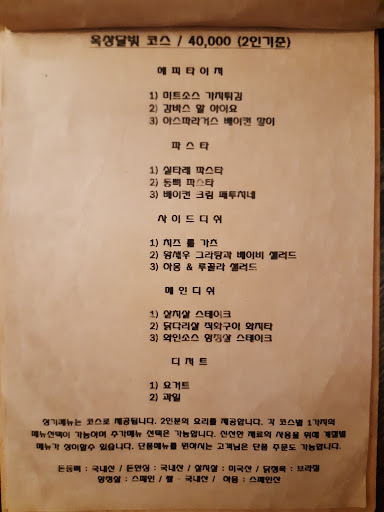 옥상달빛 코스 / 40,000 (2인기준)
에피타이저
1) 미트소스 가지튀김
2) 감바스 알 아히요
3) 아스파라거스 베이컨 말이
파스타
1) 실타래 파스타
2) 등뼈 파스타
3) 베이컨 크림 페투치네
사이드디쉬
1) 치즈 롤 가츠
2) 왕새우 그라탕과 베이비 샐러드
3) 하몽 & 루꼴라 샐러드
메인디쉬
1) 살치살 스테이크
2) 닭다리살 직화구이 와지타
3) 와인소스 항정살 스테이크
디저트
1) 요거트
2) 과일
상기메뉴는 코스로 제공됩니다. 2인분의 요리를 제공합니다. 각 코스별 1가지의
메뉴선택이 가능하며 추가메뉴 선택은 가능합니다. 신선한 재료의 사용을 위해 계절별
메뉴가 상이할수 있습니다. 단품메뉴를 원하시는 고객님은 단품 주문도 가능합니다.
돈등뼈 : 국내산 / 돈안심 : 국내산 / 살치살 : 미국산 / 닭정육 : 브라질
항정살 : 스페인 / 쌀 - 국내산 / 하몽 : 스페인산